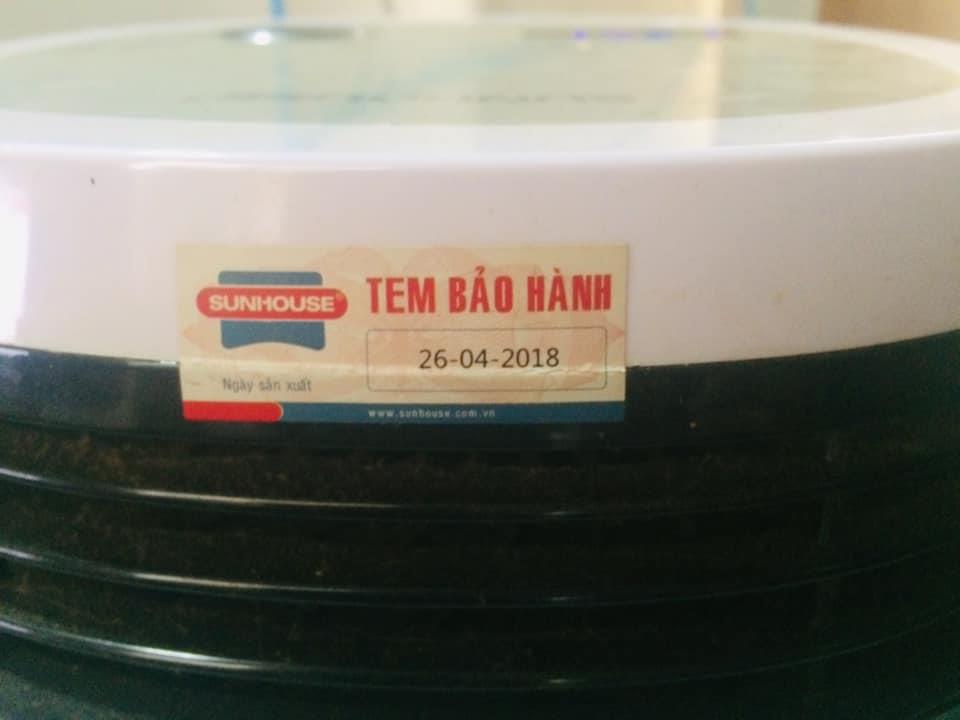 SUNHOUSE®
TEM BẢO HÀNH
26-04-2018
Ngày sản xuất
www.sunhouse.com.vn